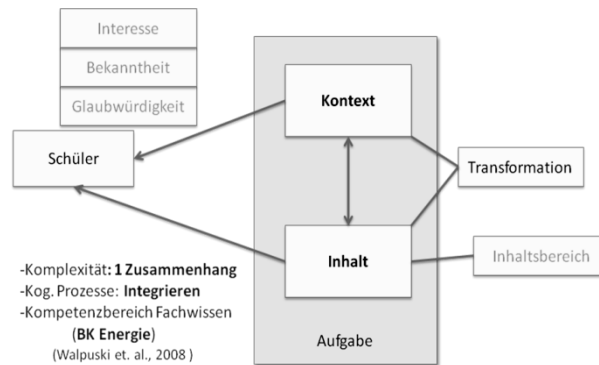 Interesse
Bekanntheit
Glaubwürdigkeit
Schüler
Kontext
Transformation
Inhalt
Inhaltsbereich
Aufgabe
-Komplexität: 1 Zusammenhang
-Kog. Prozesse: Integrieren
-Kompetenzbereich Fachwissen
(BK Energie)
(Walpuski et. al., 2008 )